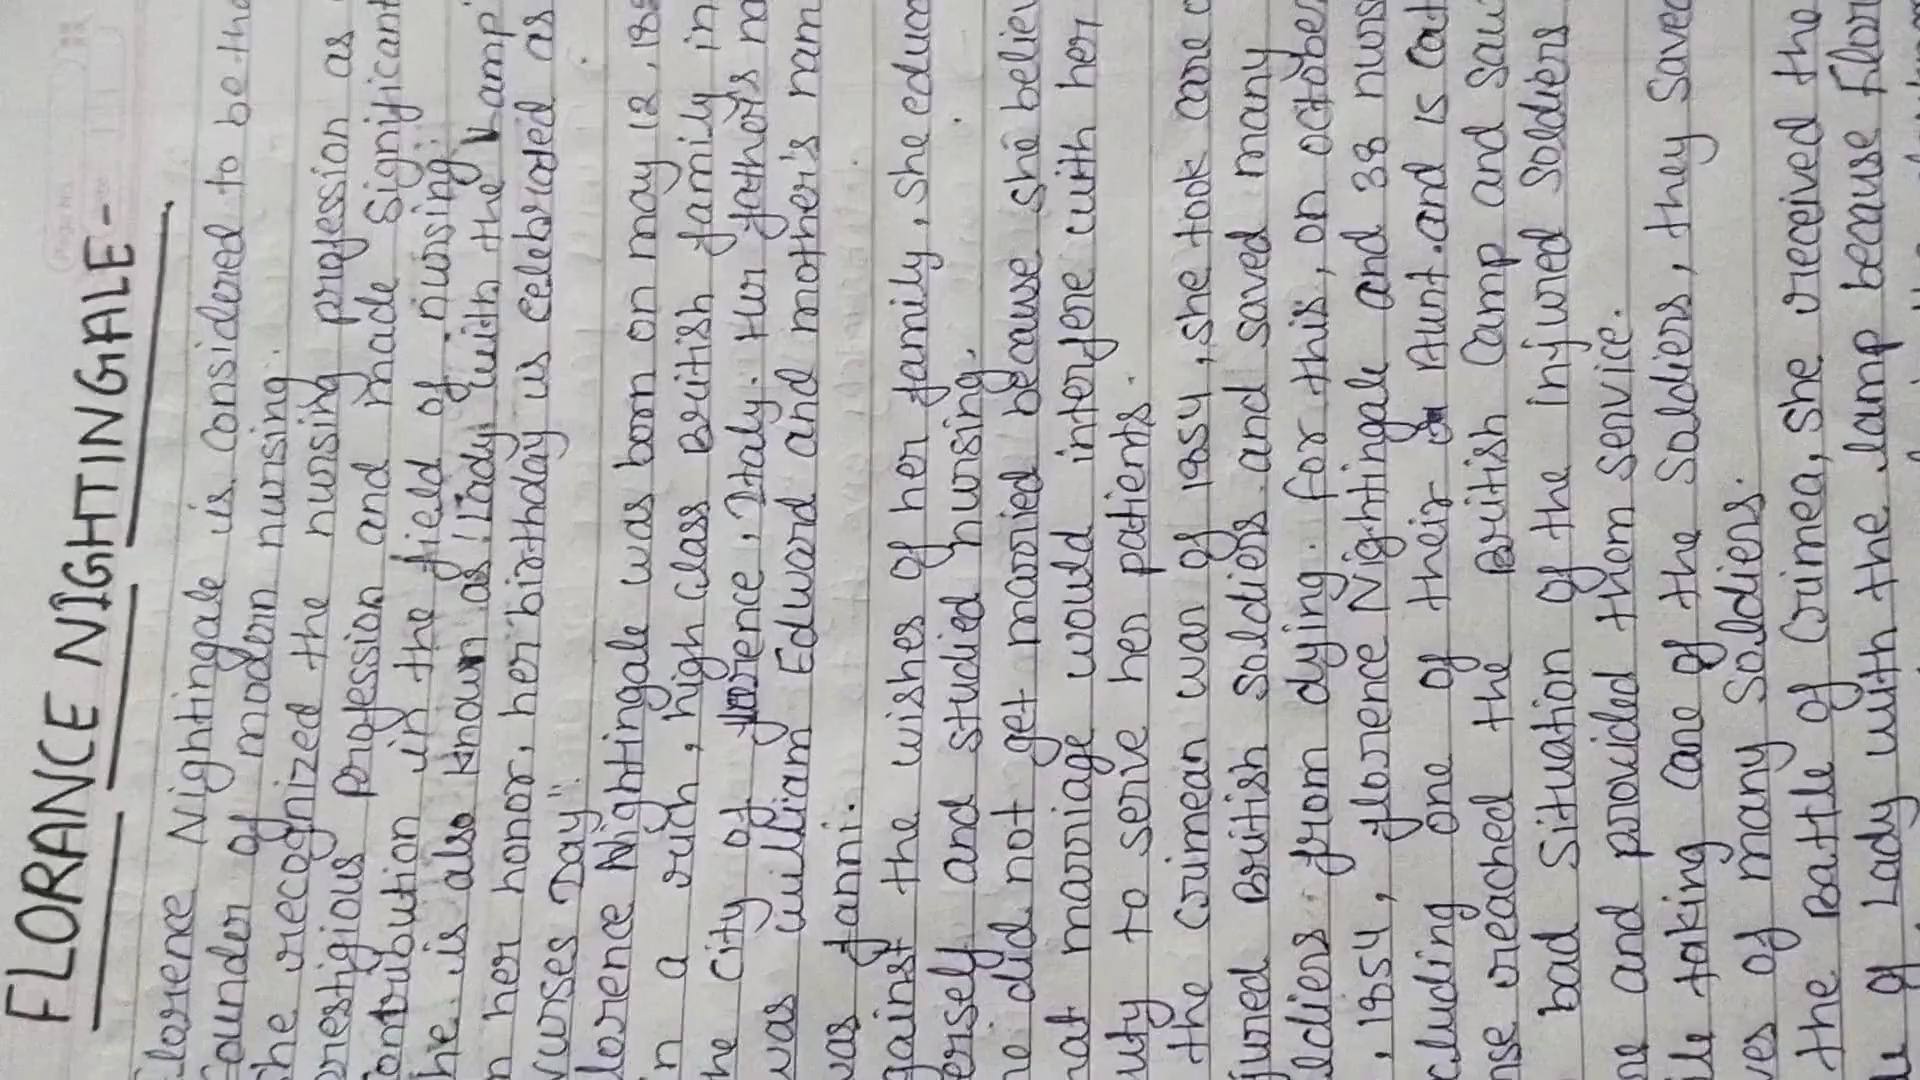 FLORANCE NIGHTINGALE-
lorence Nightingale is considered to be the
ounder of modern nursing.
he recognized the nursing profession as
prestigious profession and made Significant
ontribution in the field of nursing.
he is also known as 'Lady with the Lamp'
n her honor, her birthday is celebrated as
Nurses Day".
lorence Nightingale was born on may 12, 18
n a rich, high class British family in
he city of florence, Italy. Her father's n
was william Edward and mother's nam
was fanni.
gainst the wishes of her family, she educa
erself and studied nursing.
he did not get married because she believ
hat marriage would interfere with her
uty to serve her patients.
the Crimean war of 1854, she took care o
jured British soldiers and saved many
ldiers from dying. For this, on october
, 1854, florence Nightingale and 38 nurs
cluding one of their Aunt and is cat
nse reached the British Camp and saw
bad Situation of the injured soldiers
ne and provided them service.
ile taking care of the soldiers, they saved
ves of many soldiers.
the Battle of Crimea, she received the
e of Lady with the lamp because Flor